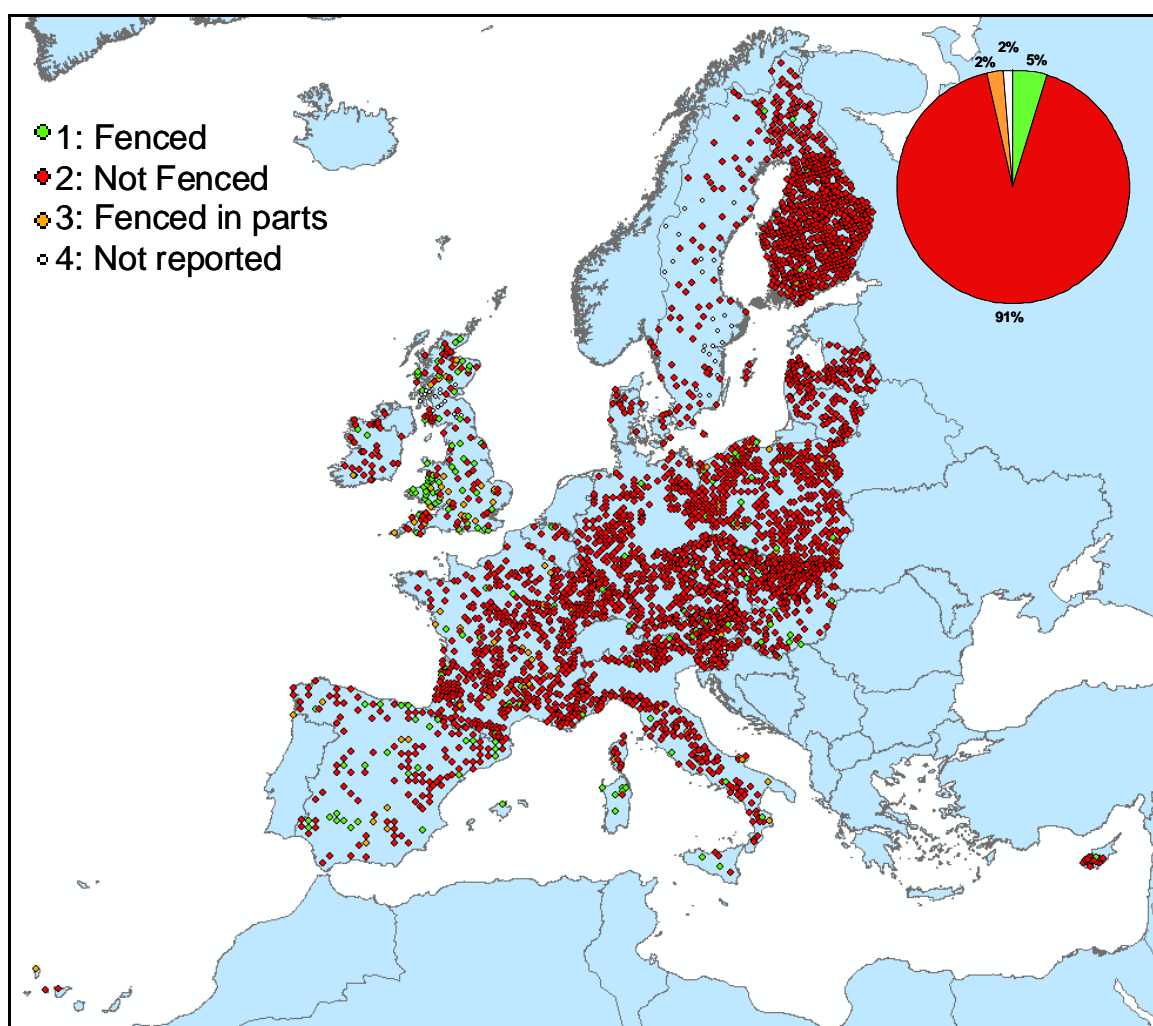 1: Fenced
2: Not Fenced
3: Fenced in parts
4: Not reported
2%
2%
5%
91%